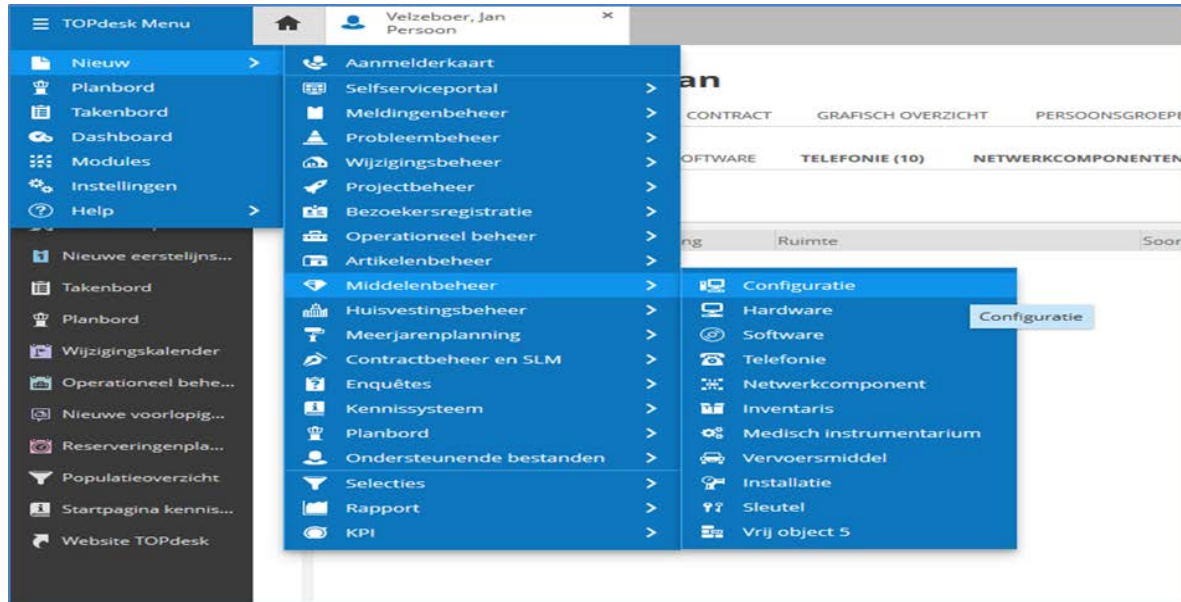 TOPdesk Menu
Velzeboer, Jan
Persoon
Nieuw
Planbord
Takenbord
Dashboard
Modules
Instellingen
Help
Nieuwe eerstelijns...
Takenbord
Planbord
Wijzigingskalender
Operationeel behe...
Nieuwe voorlopig...
Reserveringenpla...
Populatieoverzicht
Startpagina kennis...
Website TOPdesk
Aanmelderkaart
Selfserviceportal
Meldingenbeheer
Probleembeheer
Wijzigingsbeheer
Projectbeheer
Bezoekersregistratie
Operationeel beheer
Artikelenbeheer
Middelenbeheer
Huisvestingsbeheer
Meerjarenplanning
Contractbeheer en SLM
Enquêtes
Kennissysteem
Planbord
Ondersteunende bestanden
Selecties
Rapport
KPI
an
CONTRACT GRAFISCH OVERZICHT PERSOONSGROEPE
OFTWARE TELEFONIE (10) NETWERKCOMPONENTEN
ng Ruimte Soor
Configuratie
Hardware
Software
Telefonie
Netwerkcomponent
Inventaris
Medisch instrumentarium
Vervoersmiddel
Installatie
Sleutel
Vrij object 5
Configuratie